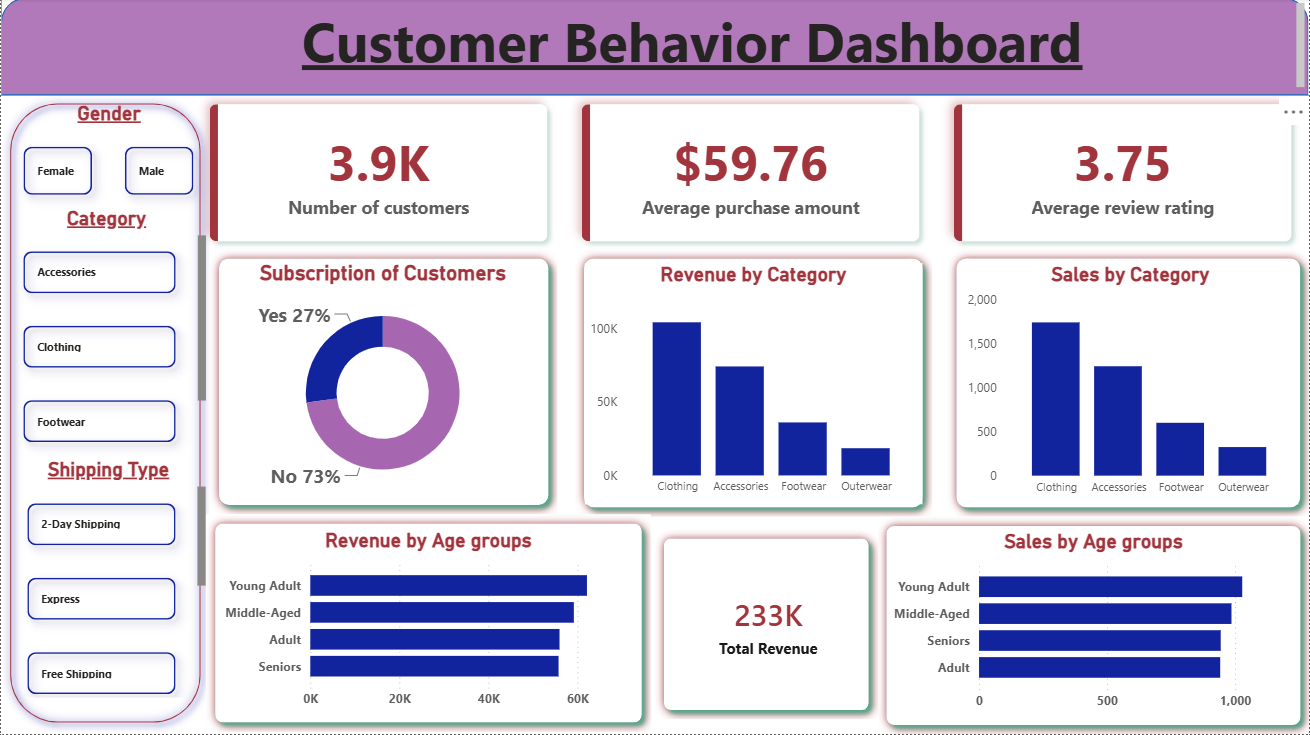 Customer Behavior Dashboard
Gender
Female
Male
Category
Accessories
Clothing
Footwear
Shipping Type
2-Day Shipping
Express
Free Shipping
3.9K
Number of customers
$59.76
Average purchase amount
3.75
Average review rating
Subscription of Customers
Yes 27%
No 73%
Revenue by Category
100K
50K
0K
Clothing Accessories Footwear Outerwear
Sales by Category
2,000
1,500
1,000
500
0
Clothing Accessories Footwear Outerwear
Revenue by Age groups
Young Adult
Middle-Aged
Adult
Seniors
0K 20K 40K 60K
233K
Total Revenue
Sales by Age groups
Young Adult
Middle-Aged
Seniors
Adult
0 500 1,000